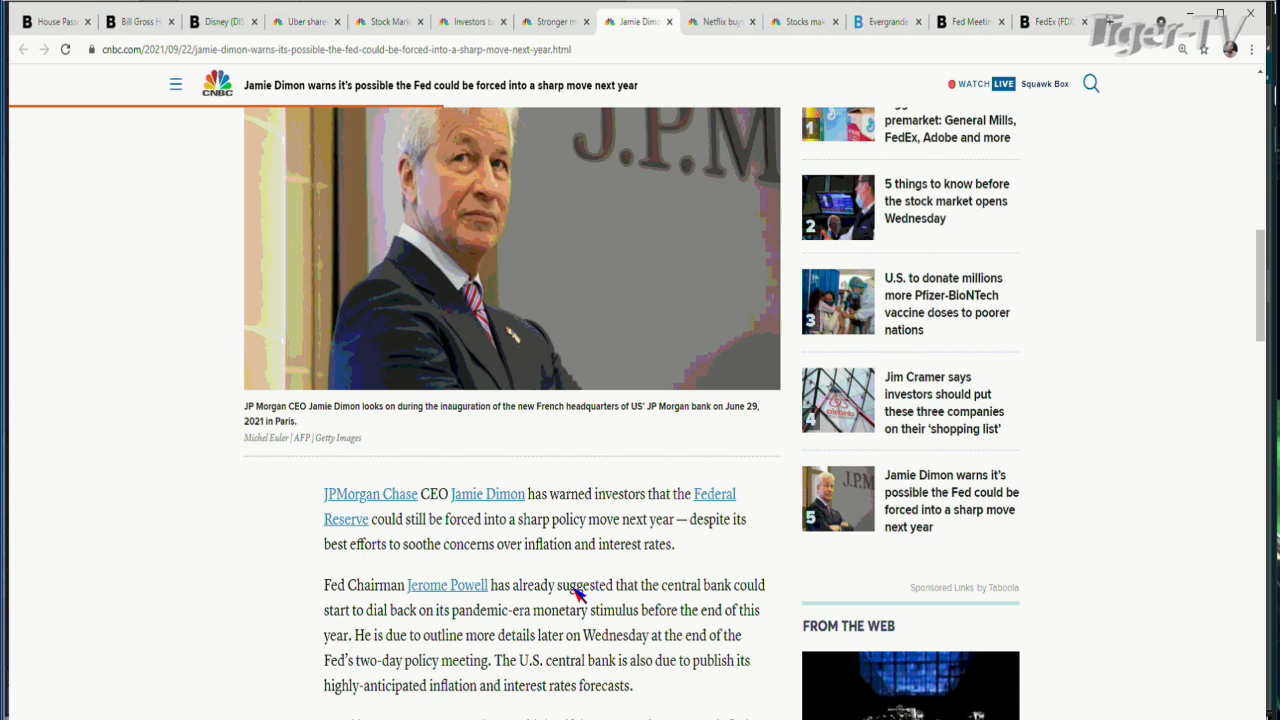 House Pass
Bill Gross H
Disney (DIS
Uber shares
Stock Mark
Investors b
Stronger m
Jamie Dimo
Netflix buys
Stocks mak
Evergrande
Fed Meetin
FedEx (FDX
Tiger-TV
cnbc.com/2021/09/22/jamie-dimon-warns-its-possible-the-fed-could-be-forced-into-a-sharp-move-next-year.html
CNBC
Jamie Dimon warns it's possible the Fed could be forced into a sharp move next year
WATCH LIVE Squawk Box
J.P.M
JP Morgan CEO Jamie Dimon looks on during the inauguration of the new French headquarters of US' JP Morgan bank on June 29,
2021 in Paris.
Michel Euler | AFP | Getty Images
JPMorgan Chase CEO Jamie Dimon has warned investors that the Federal
Reserve could still be forced into a sharp policy move next year — despite its
best efforts to soothe concerns over inflation and interest rates.
Fed Chairman Jerome Powell has already suggested that the central bank could
start to dial back on its pandemic-era monetary stimulus before the end of this
year. He is due to outline more details later on Wednesday at the end of the
Fed's two-day policy meeting. The U.S. central bank is also due to publish its
highly-anticipated inflation and interest rates forecasts.
1
premarket: General Mills,
FedEx, Adobe and more
2
5 things to know before
the stock market opens
Wednesday
3
U.S. to donate millions
more Pfizer-BioNTech
vaccine doses to poorer
nations
4
airbnb
Jim Cramer says
investors should put
these three companies
on their 'shopping list'
5
J.P.M
Jamie Dimon warns it's
possible the Fed could be
forced into a sharp move
next year
Sponsored Links by Taboola
FROM THE WEB